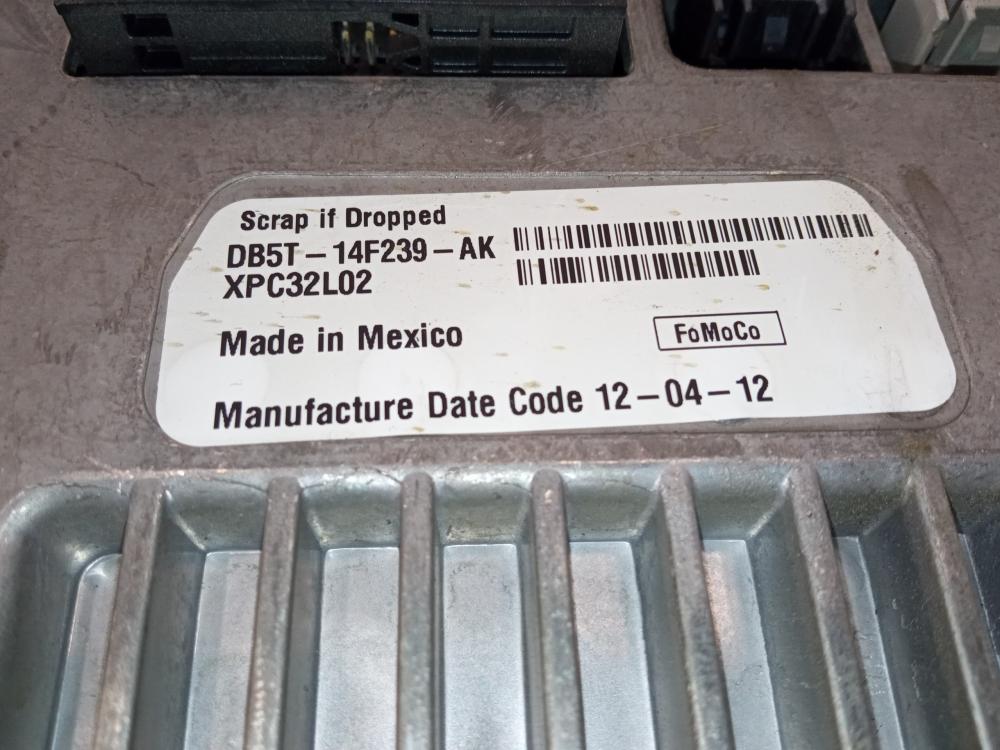 Scrap if Dropped
DB5T-14F239-AK
XPC32L02
Made in Mexico
FoMoCo
Manufacture Date Code 12-04-12